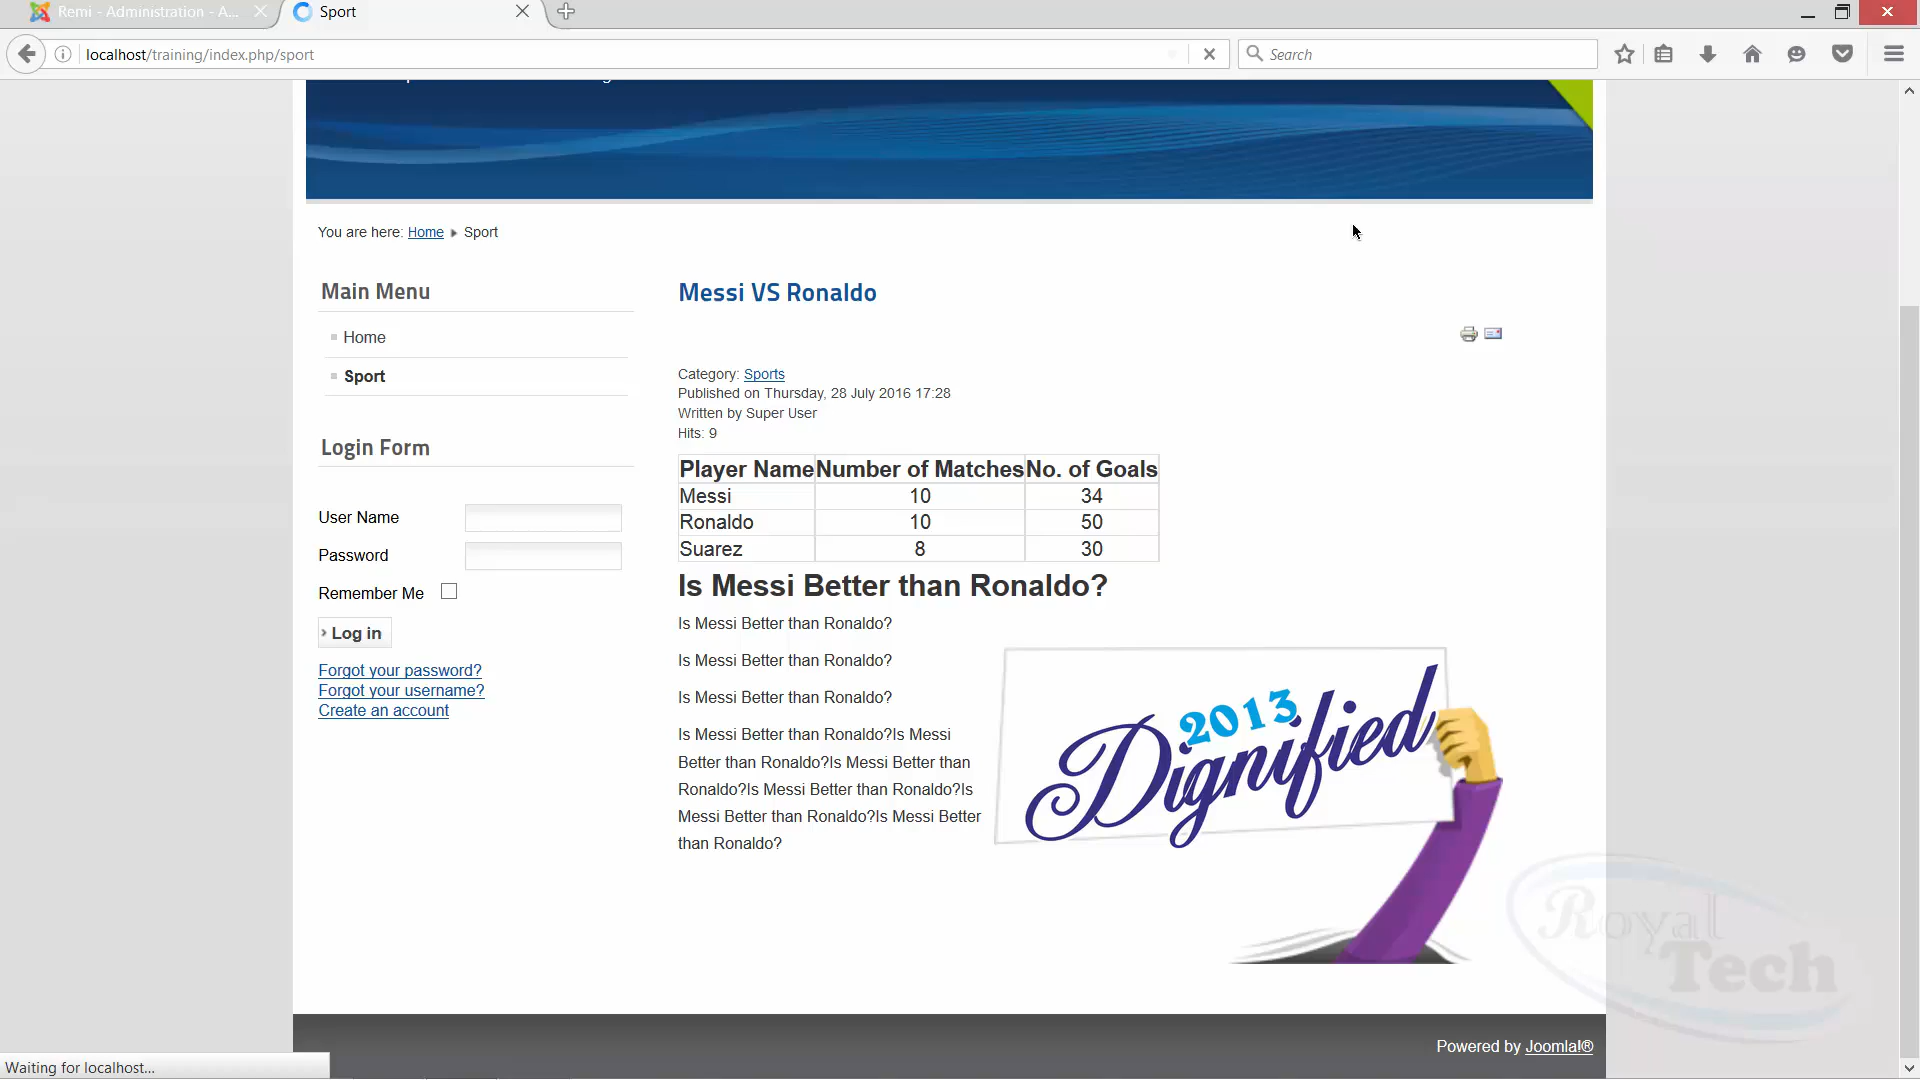 Remi - Administration - A...
Sport
localhost/training/index.php/sport
Search
You are here: Home Sport
Main Menu
Home
Sport
Login Form
User Name
Password
Remember Me
Log in
Forgot your password?
Forgot your username?
Create an account
Messi VS Ronaldo
Category: Sports
Published on Thursday, 28 July 2016 17:28
Written by Super User
Hits: 9
Player Name Number of Matches No. of Goals
Messi 10 34
Ronaldo 10 50
Suarez 8 30
Is Messi Better than Ronaldo?
Is Messi Better than Ronaldo?
Is Messi Better than Ronaldo?
Is Messi Better than Ronaldo?
Is Messi Better than Ronaldo?Is Messi
Better than Ronaldo?Is Messi Better than
Ronaldo?Is Messi Better than Ronaldo?Is
Messi Better than Ronaldo?Is Messi Better
than Ronaldo?
2013
Dignified
Royal
Tech
Powered by Joomla!®
Waiting for localhost...